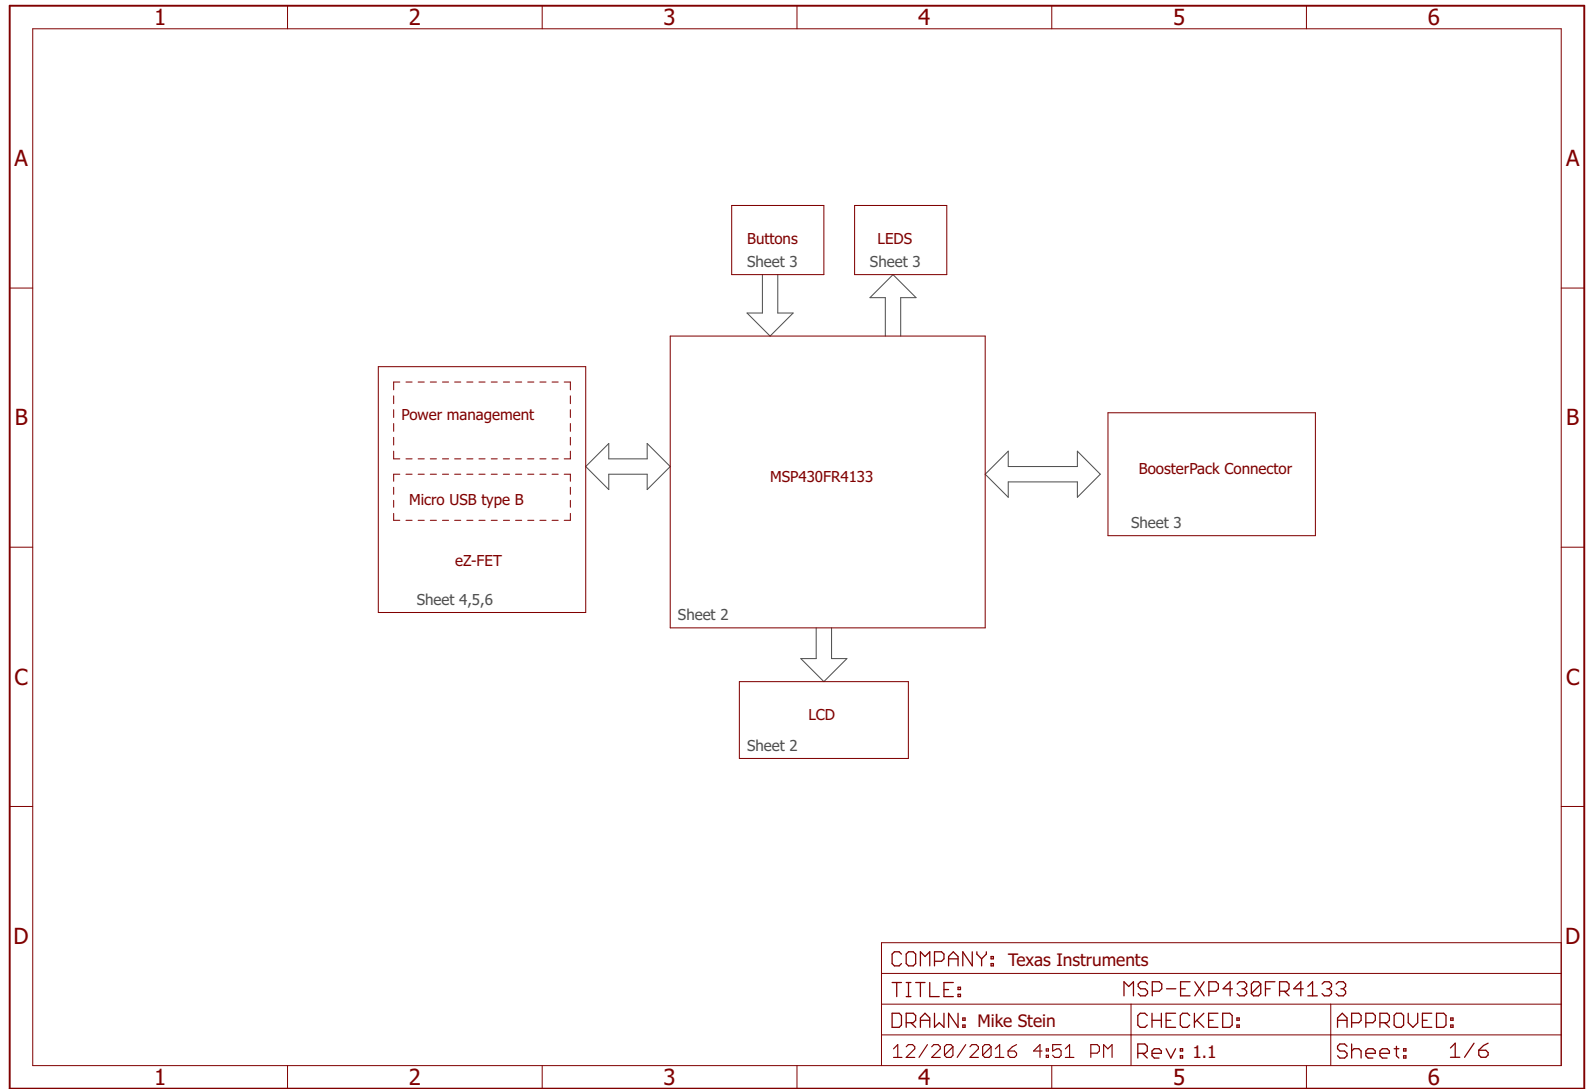 1 2 3 4 5 6
A A
Buttons
Sheet 3
LEDS
Sheet 3
B B
Power management
Micro USB type B
eZ-FET
Sheet 4,5,6
MSP430FR4133
Sheet 2
BoosterPack Connector
Sheet 3
C C
LCD
Sheet 2
D D
COMPANY: Texas Instruments
TITLE: MSP-EXP430FR4133
DRAWN: Mike Stein CHECKED: APPROVED:
12/20/2016 4:51 PM Rev: 1.1 Sheet: 1/6
1 2 3 4 5 6